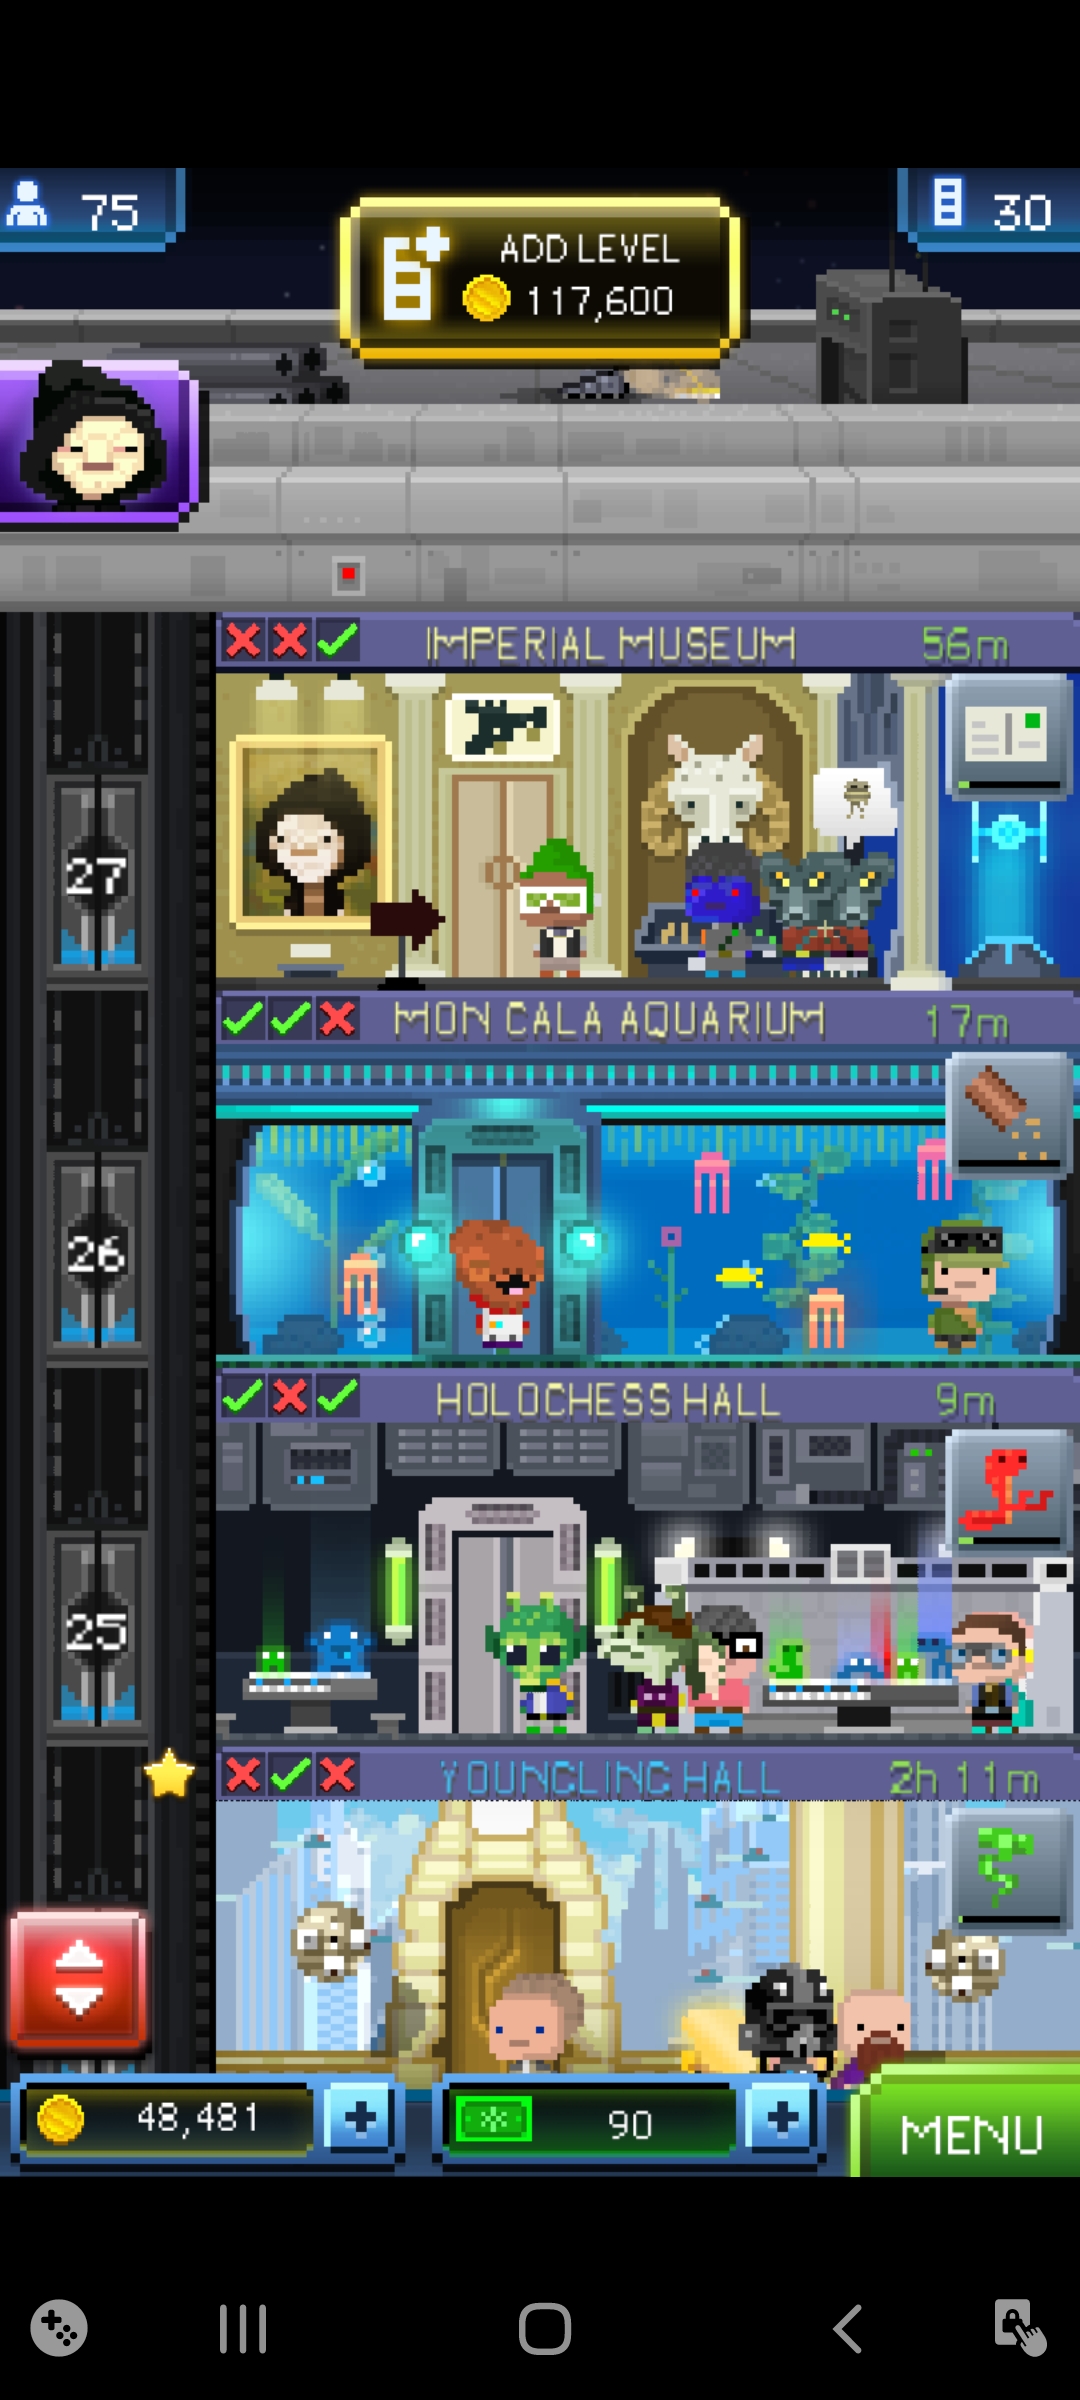 75
ADD LEVEL
117,600
30
IMPERIAL MUSEUM 56m
27
MON CALA AQUARIUM 17m
26
HOLOCHESS HALL 9m
25
YOUNGLING HALL 2h 11m
48,481
90
MENU